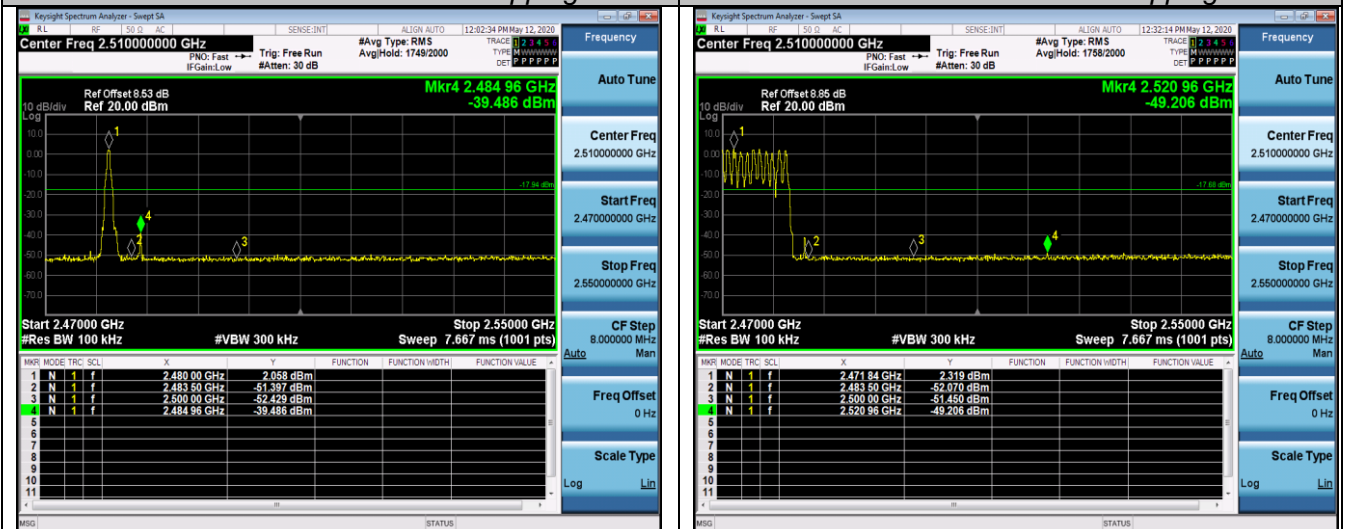 Keysight Spectrum Analyzer - Swept SA
RL RF 50 Ω AC SENSE:INT ALIGN AUTO 12:02:34 PM May 12, 2020
Center Freq 2.510000000 GHz
#Avg Type: RMS
TRACE 1 2 3 4 5 6
PNO: Fast
Trig: Free Run
Avg|Hold: 1749/2000
TYPE M
IFGain:Low
#Atten: 30 dB
DET P P P P P P
Frequency
Auto Tune
Mkr4 2.484 96 GHz
-39.486 dBm
Ref Offset 8.53 dB
10 dB/div Ref 20.00 dBm
Log
10.0
0.00
-10.0
-20.0
-30.0
-40.0
-50.0
-60.0
-70.0
1
2
3
4
-17.94 dBm
Center Freq
2.510000000 GHz
Start Freq
2.470000000 GHz
Stop Freq
2.550000000 GHz
Start 2.47000 GHz Stop 2.55000 GHz
#Res BW 100 kHz #VBW 300 kHz Sweep 7.667 ms (1001 pts)
CF Step
8.000000 MHz
Auto Man
MKR MODE TRC SCL X Y FUNCTION FUNCTION WIDTH FUNCTION VALUE
1 N 1 f 2.480 00 GHz 2.058 dBm
2 N 1 f 2.483 50 GHz -51.397 dBm
3 N 1 f 2.500 00 GHz -52.429 dBm
4 N 1 f 2.484 96 GHz -39.486 dBm
5
6
7
8
9
10
11
Freq Offset
0 Hz
Scale Type
Log Lin
MSG STATUS
Keysight Spectrum Analyzer - Swept SA
RL RF 50 Ω AC SENSE:INT ALIGN AUTO 12:32:14 PM May 12, 2020
Center Freq 2.510000000 GHz
#Avg Type: RMS
TRACE 1 2 3 4 5 6
PNO: Fast
Trig: Free Run
Avg|Hold: 1758/2000
TYPE M
IFGain:Low
#Atten: 30 dB
DET P P P P P P
Frequency
Auto Tune
Mkr4 2.520 96 GHz
-49.206 dBm
Ref Offset 8.85 dB
10 dB/div Ref 20.00 dBm
Log
10.0
0.00
-10.0
-20.0
-30.0
-40.0
-50.0
-60.0
-70.0
1
2
3
4
-17.68 dBm
Center Freq
2.510000000 GHz
Start Freq
2.470000000 GHz
Stop Freq
2.550000000 GHz
Start 2.47000 GHz Stop 2.55000 GHz
#Res BW 100 kHz #VBW 300 kHz Sweep 7.667 ms (1001 pts)
CF Step
8.000000 MHz
Auto Man
MKR MODE TRC SCL X Y FUNCTION FUNCTION WIDTH FUNCTION VALUE
1 N 1 f 2.471 84 GHz 2.319 dBm
2 N 1 f 2.483 50 GHz -52.070 dBm
3 N 1 f 2.500 00 GHz -51.450 dBm
4 N 1 f 2.520 96 GHz -49.206 dBm
5
6
7
8
9
10
11
Freq Offset
0 Hz
Scale Type
Log Lin
MSG STATUS